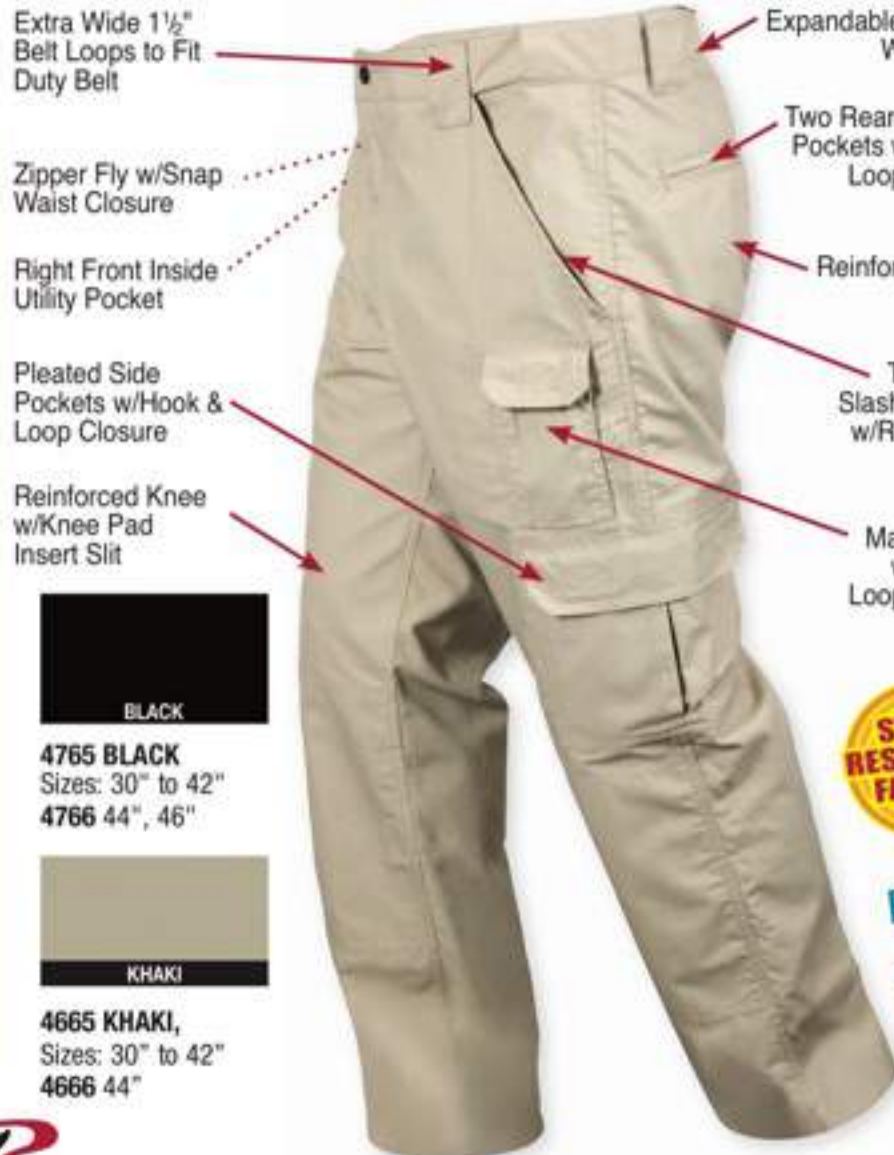 Extra Wide 1½"
Belt Loops to Fit
Duty Belt
Zipper Fly w/Snap
Waist Closure
Right Front Inside
Utility Pocket
Pleated Side
Pockets w/Hook &
Loop Closure
Reinforced Knee
w/Knee Pad
Insert Slit
BLACK
4765 BLACK
Sizes: 30" to 42"
4766 44", 46"
KHAKI
4665 KHAKI,
Sizes: 30" to 42"
4666 44"
Expandable
Two Rear
Pockets
Loop
Slash